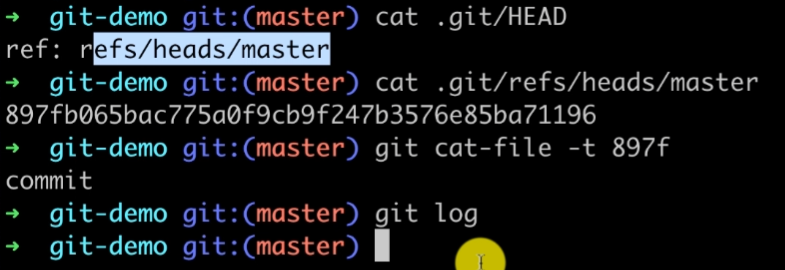 → git-demo git:(master) cat .git/HEAD
ref: refs/heads/master
→ git-demo git:(master) cat .git/refs/heads/master
897fb065bac775a0f9cb9f247b3576e85ba71196
→ git-demo git:(master) git cat-file -t 897f
commit
→ git-demo git:(master) git log
→ git-demo git:(master)